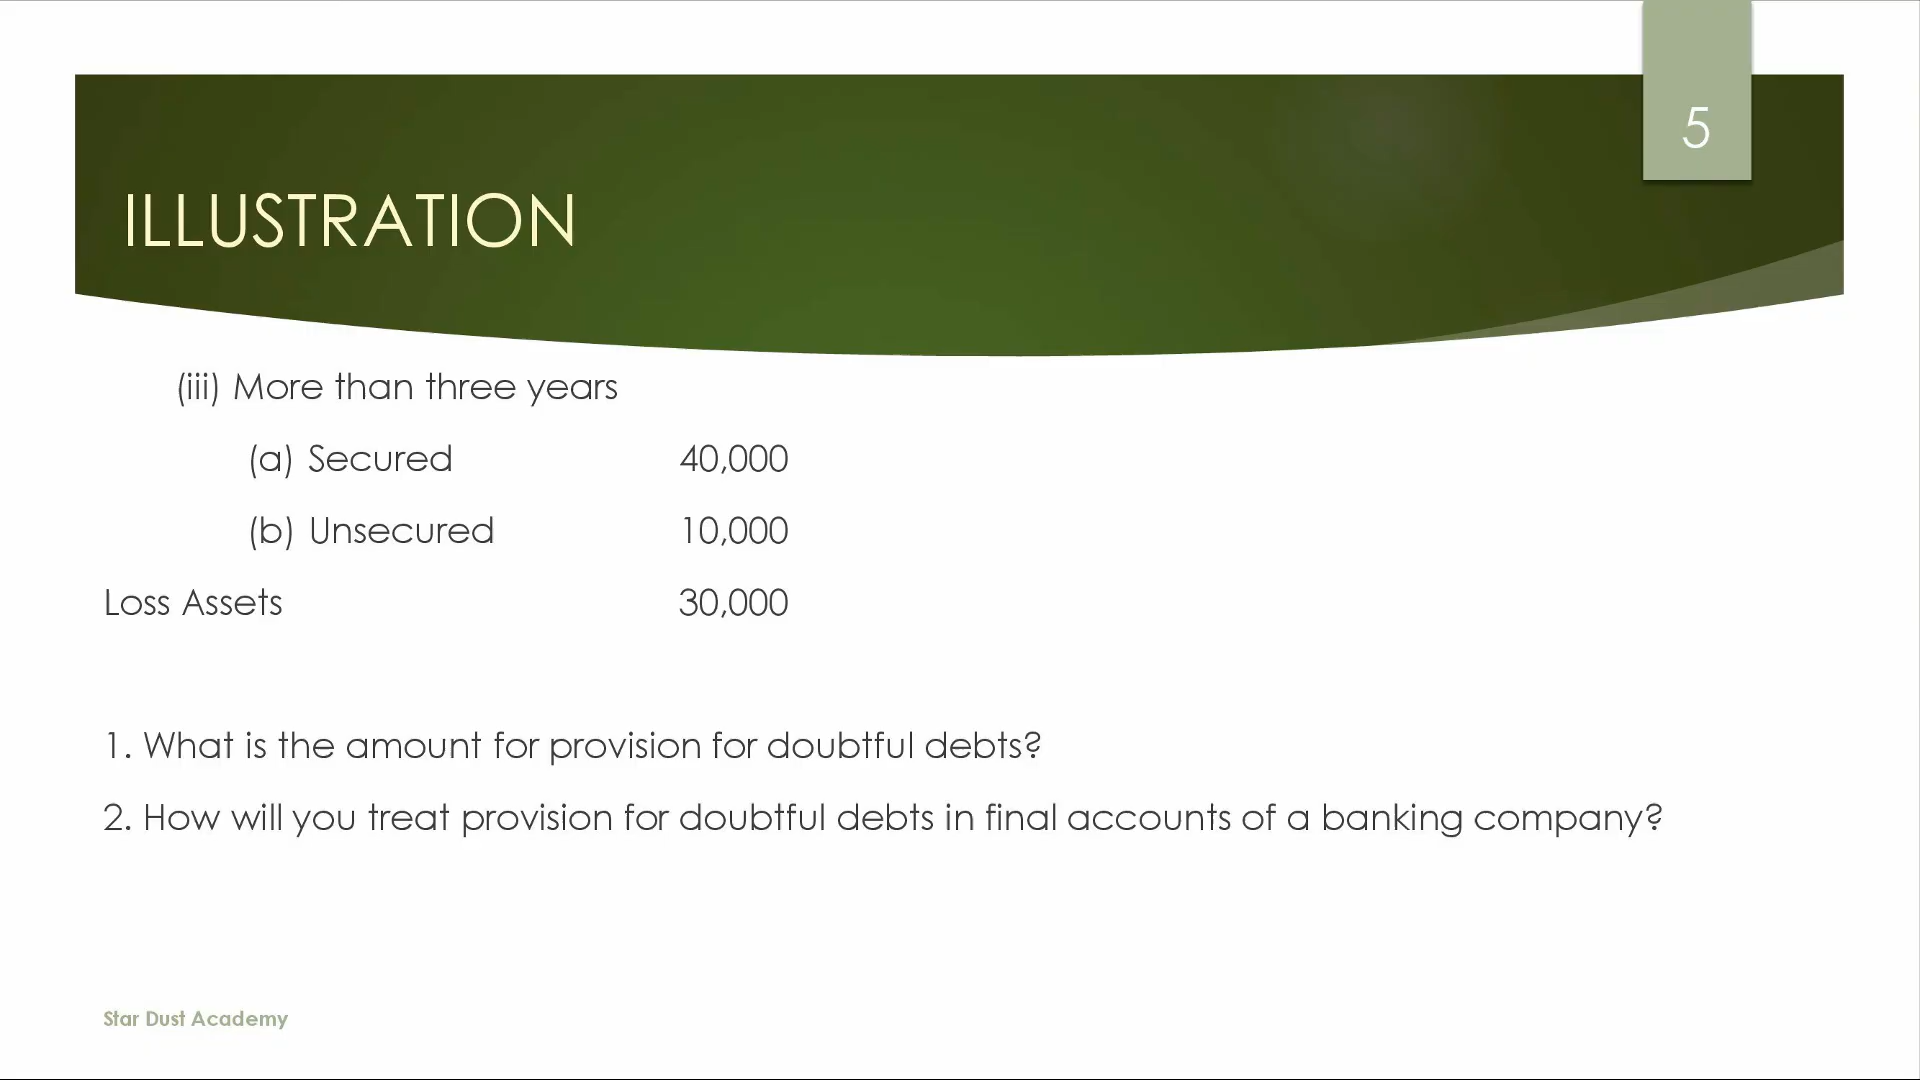 5
ILLUSTRATION
(iii) More than three years
(a) Secured 40,000
(b) Unsecured 10,000
Loss Assets 30,000
1. What is the amount for provision for doubtful debts?
2. How will you treat provision for doubtful debts in final accounts of a banking company?
Star Dust Academy